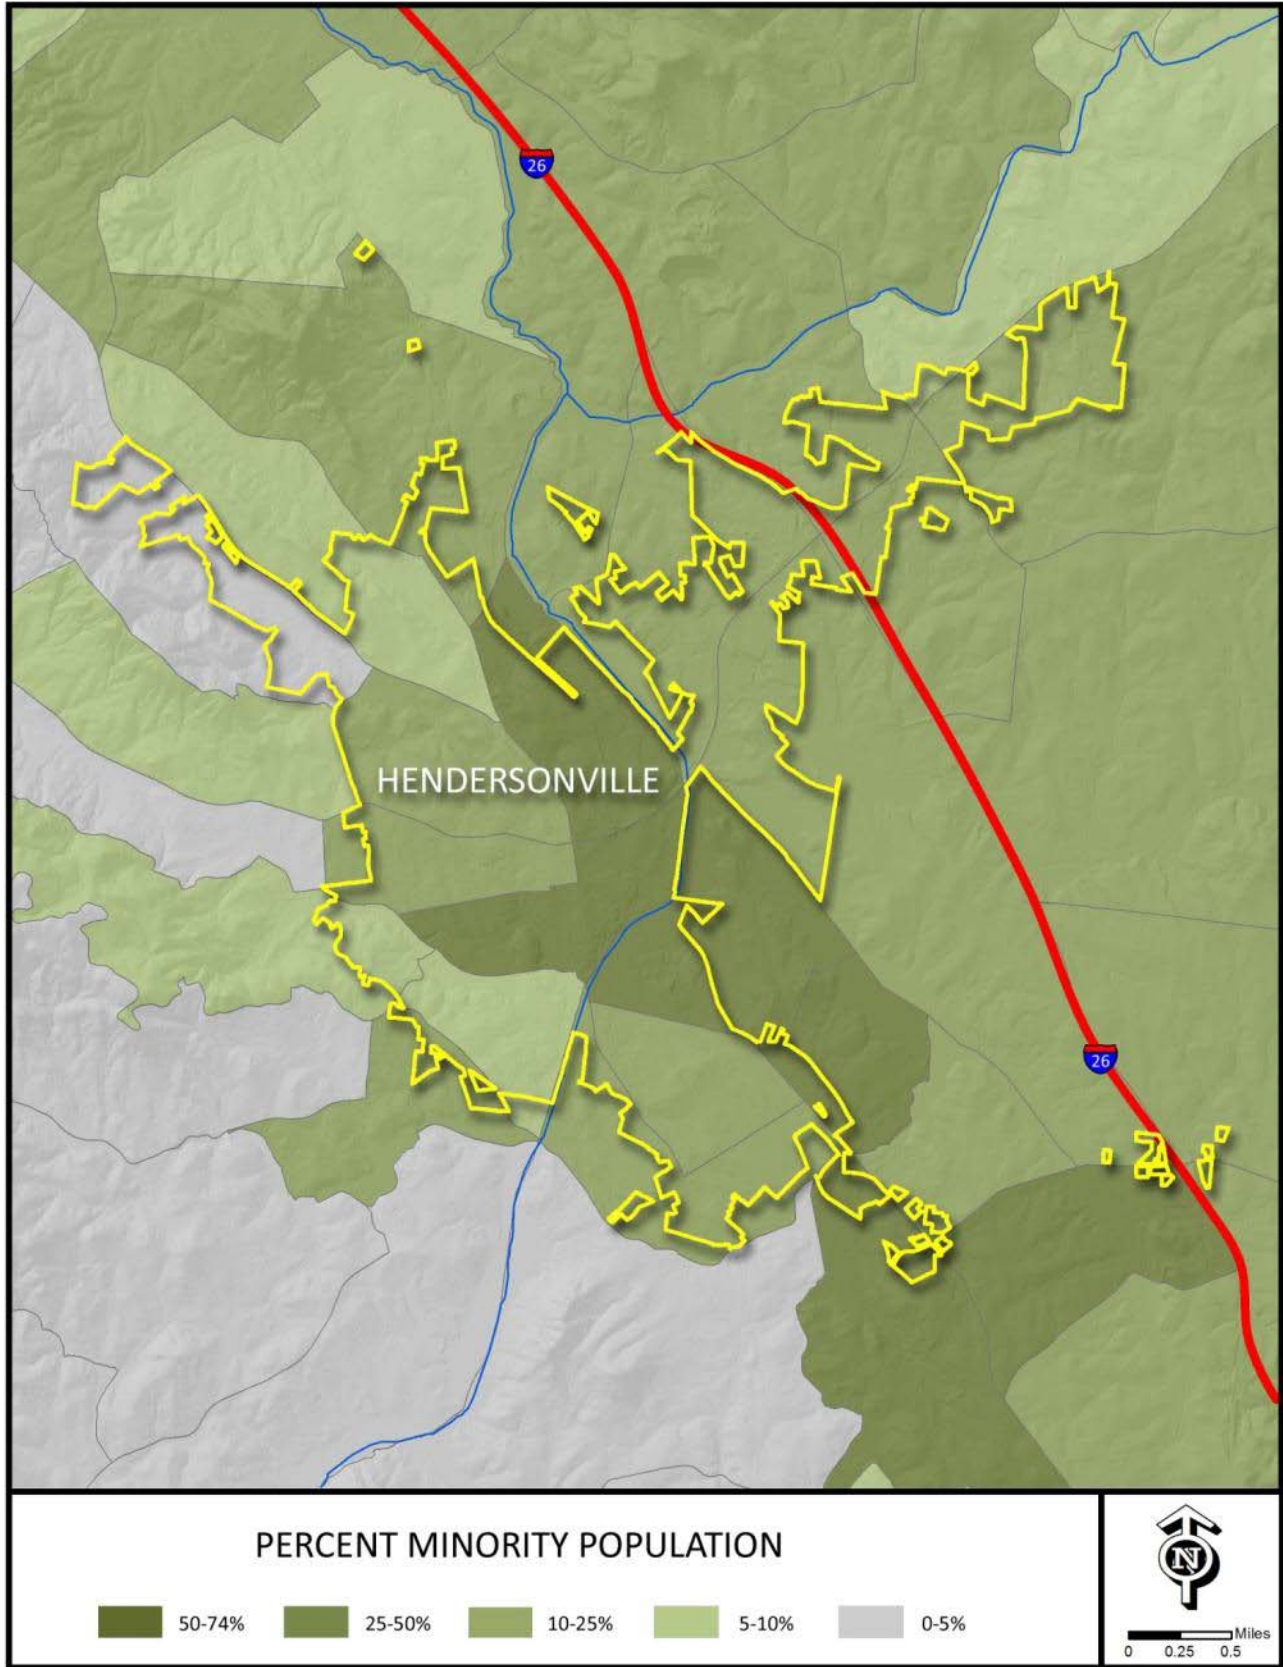 26
HENDERSONVILLE
26
PERCENT MINORITY POPULATION
50-74%
25-50%
10-25%
5-10%
0-5%
N
Miles
0 0.25 0.5